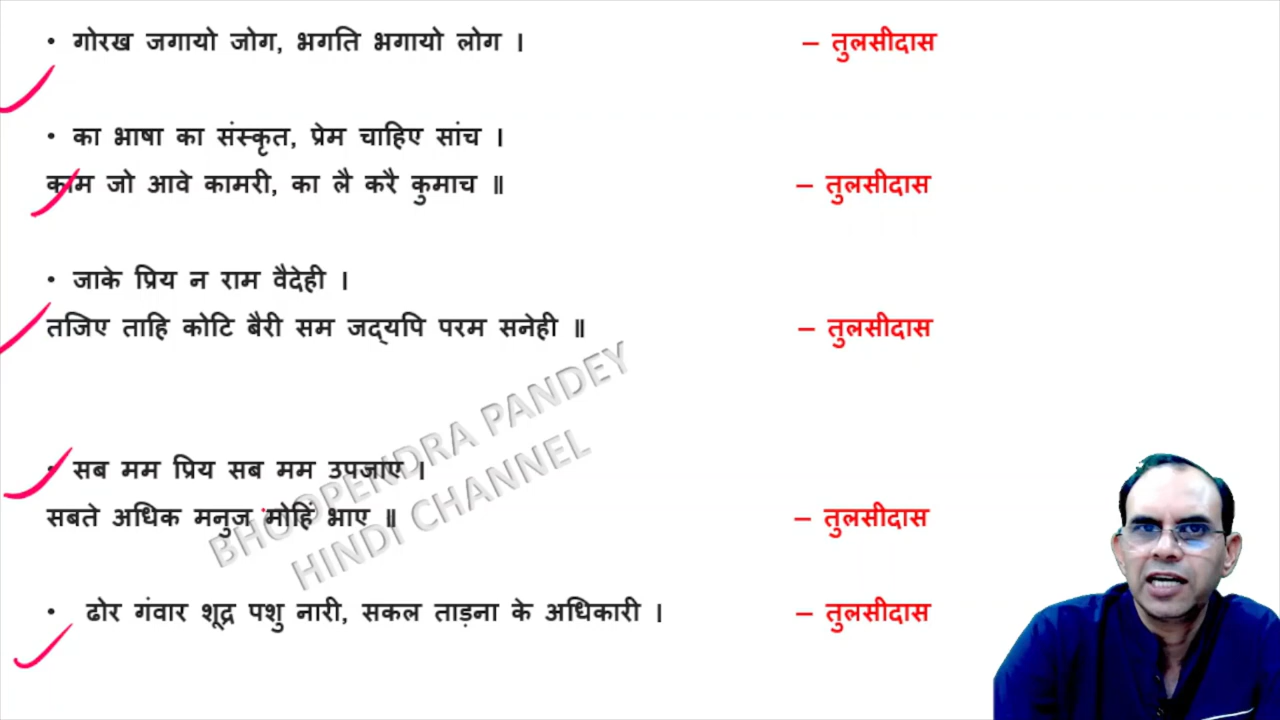 • गोरख जगायो जोग, भगति भगायो लोग । – तुलसीदास
• का भाषा का संस्कृत, प्रेम चाहिए सांच ।
काम जो आवे कामरी, का लै करै कुमाच ॥ – तुलसीदास
• जाके प्रिय न राम वैदेही ।
तजिए ताहि कोटि बैरी सम जद्यपि परम सनेही ॥ – तुलसीदास
• सब मम प्रिय सब मम उपजाए ।
सबते अधिक मनुज मोहिं भाए ॥ – तुलसीदास
• ढोर गंवार शूद्र पशु नारी, सकल ताड़ना के अधिकारी । – तुलसीदास
BHOOPENDRA PANDEY
HINDI CHANNEL